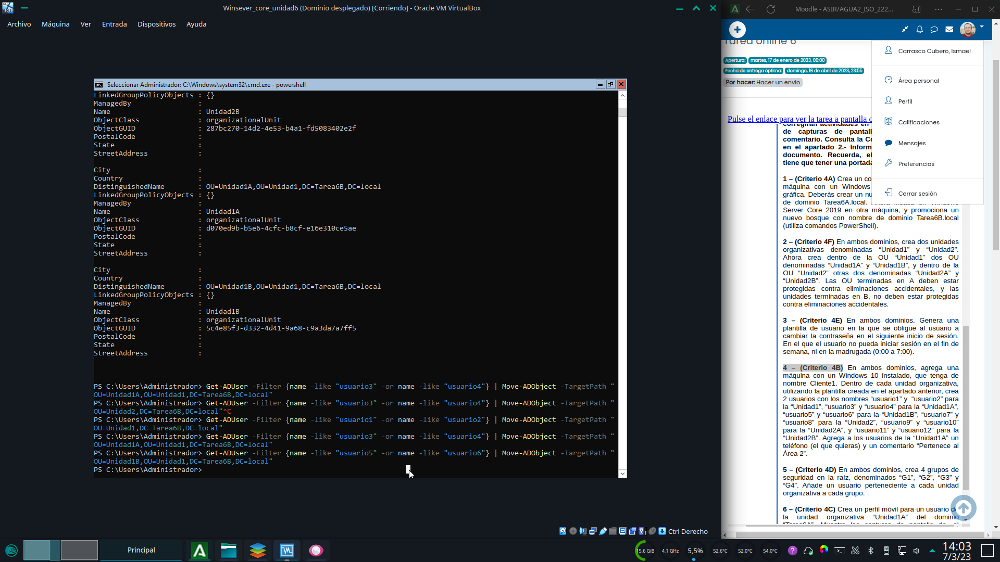 Winsever_core_unidad6 (Dominio desplegado) [Corriendo] - Oracle VM VirtualBox
Archivo Máquina Ver Entrada Dispositivos Ayuda
Seleccionar Administrador: C:\Windows\system32\cmd.exe - powershell
LinkedGroupPolicyObjects : {}
ManagedBy :
Name : Unidad2B
ObjectClass : organizationalUnit
ObjectGUID : 287bc270-14d2-4e53-b4a1-fd5083402e2f
PostalCode :
State :
StreetAddress :
City :
Country :
DistinguishedName : OU=Unidad1A,OU=Unidad1,DC=Tarea6B,DC=local
LinkedGroupPolicyObjects : {}
ManagedBy :
Name : Unidad1A
ObjectClass : organizationalUnit
ObjectGUID : d070ed9b-b5e6-4cfc-b8cf-e16e310ce5ae
PostalCode :
State :
StreetAddress :
City :
Country :
DistinguishedName : OU=Unidad1B,OU=Unidad1,DC=Tarea6B,DC=local
LinkedGroupPolicyObjects : {}
ManagedBy :
Name : Unidad1B
ObjectClass : organizationalUnit
ObjectGUID : 5c4e85f3-d332-4d41-9a68-c9a3da7a7ff5
PostalCode :
State :
StreetAddress :
PS C:\Users\Administrador> Get-ADUser -Filter {name -like "usuario3" -or name -like "usuario4"} | Move-ADObject -TargetPath "
OU=Unidad1A,OU=Unidad1,DC=Tarea6B,DC=local"
PS C:\Users\Administrador> Get-ADUser -Filter {name -like "usuario3" -or name -like "usuario4"} | Move-ADObject -TargetPath "
OU=Unidad2,DC=Tarea6B,DC=local"^C
PS C:\Users\Administrador> Get-ADUser -Filter {name -like "usuario1" -or name -like "usuario2"} | Move-ADObject -TargetPath "
OU=Unidad1,DC=Tarea6B,DC=local"
PS C:\Users\Administrador> Get-ADUser -Filter {name -like "usuario3" -or name -like "usuario4"} | Move-ADObject -TargetPath "
OU=Unidad1A,OU=Unidad1,DC=Tarea6B,DC=local"
PS C:\Users\Administrador> Get-ADUser -Filter {name -like "usuario5" -or name -like "usuario6"} | Move-ADObject -TargetPath "
OU=Unidad1B,OU=Unidad1,DC=Tarea6B,DC=local"
PS C:\Users\Administrador>
Ctrl Derecho
Moodle - ASIR/AGUA2_ISO_222...
Tarea online 6
Apertura: martes, 17 de enero de 2023, 00:00
Fecha de entrega óptima: domingo, 16 de abril de 2023, 23:55
Por hacer: Hacer un envío
Carrasco Cubero, Ismael
Área personal
Perfil
Calificaciones
Mensajes
Preferencias
Cerrar sesión
Pulse el enlace para ver la tarea a pantalla c
corregirán actividades en
de capturas de pantall
comentario. Consulta la Co
en el apartado 2.- Inform
documento. Recuerda, el
tiene que tener una portada
1 – (Criterio 4A) Crea un co
máquina con un Windows
gráfica. Deberás crear un nu
de dominio Tarea6A.local.
Server Core 2019 en otra máquina, y promociona un
nuevo bosque con nombre de dominio Tarea6B.local
(utiliza comandos PowerShell).
2 – (Criterio 4F) En ambos dominios, crea dos unidades
organizativas denominadas “Unidad1” y “Unidad2”.
Ahora crea dentro de la OU “Unidad1” dos OU
denominadas “Unidad1A” y “Unidad1B”, y dentro de la
OU “Unidad2” otras dos denominadas “Unidad2A” y
“Unidad2B”. Las OU terminadas en A deben estar
protegidas contra eliminaciones accidentales, y las
unidades terminadas en B, no deben estar protegidas
contra eliminaciones accidentales.
3 – (Criterio 4E) En ambos dominios. Genera una
plantilla de usuario en la que se obligue al usuario a
cambiar la contraseña en el siguiente inicio de sesión.
En el que el usuario no pueda iniciar sesión en el fin de
semana, ni en la madrugada (0:00 a 7:00).
4 – (Criterio 4B) En ambos dominios, agrega una
máquina con un Windows 10 instalado, que tenga de
nombre Cliente1. Dentro de cada unidad organizativa,
utilizando la plantilla creada en el apartado anterior, crea
2 usuarios con los nombres “usuario1” y “usuario2” para
la “Unidad1”, “usuario3” y “usuario4” para la “Unidad1A”,
“usuario5” y “usuario6” para la “Unidad1B”, “usuario7” y
“usuario8” para la “Unidad2”, “usuario9” y “usuario10”
para la “Unidad2A”, y “usuario11” y “usuario12” para la
“Unidad2B”. Agrega a los usuarios de la “Unidad1A” un
teléfono (el que quieras) y un comentario “Pertenece al
Área 2”.
5 – (Criterio 4D) En ambos dominios, crea 4 grupos de
seguridad en la raíz, denominados “G1”, “G2”, “G3” y
“G4”. Añade un usuario perteneciente a cada unidad
organizativa a cada grupo.
6 – (Criterio 4C) Crea un perfil móvil para un usuario de
la unidad organizativa “Unidad1A” del dominio
Principal
15,6 GiB
4,1 GHz
5,5%
52,6°C
52,0°C
54,0°C
14:03
7/3/23